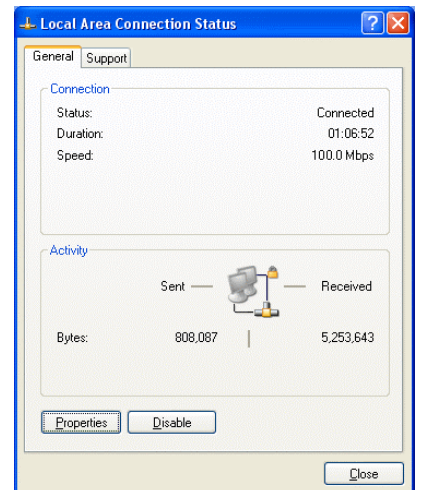 Local Area Connection Status
General Support
Connection
Status: Connected
Duration: 01:06:52
Speed: 100.0 Mbps
Activity
Sent — — Received
Bytes: 808,087 | 5,253,643
Properties Disable
Close